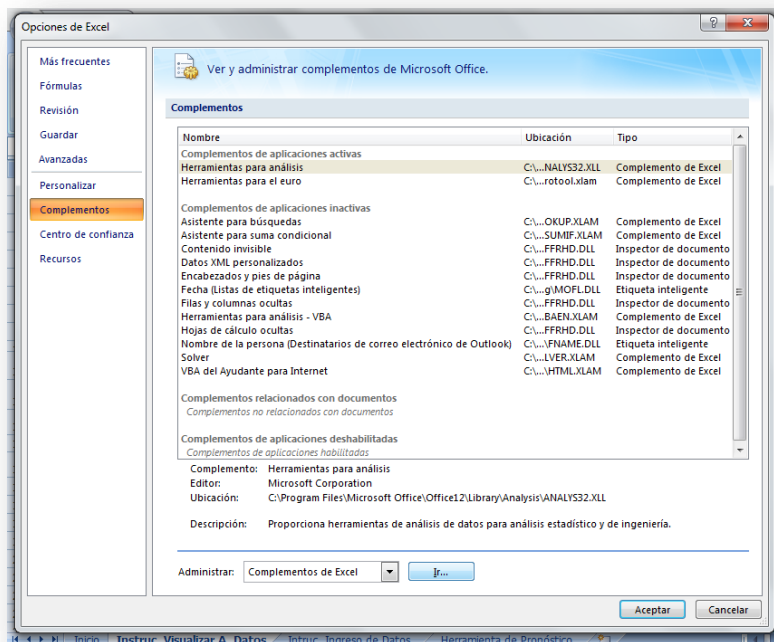 Opciones de Excel
Más frecuentes
Fórmulas
Revisión
Guardar
Avanzadas
Personalizar
Complementos
Centro de confianza
Recursos
Ver y administrar complementos de Microsoft Office.
Complementos
Nombre Ubicación Tipo
Complementos de aplicaciones activas
Herramientas para análisis C:\...NALYS32.XLL Complemento de Excel
Herramientas para el euro C:\...rotool.xlam Complemento de Excel
Complementos de aplicaciones inactivas
Asistente para búsquedas C:\...OKUP.XLAM Complemento de Excel
Asistente para suma condicional C:\...SUMIF.XLAM Complemento de Excel
Contenido invisible C:\...FFRHD.DLL Inspector de documento
Datos XML personalizados C:\...FFRHD.DLL Inspector de documento
Encabezados y pies de página C:\...FFRHD.DLL Inspector de documento
Fecha (Listas de etiquetas inteligentes) C:\...g\MOFL.DLL Etiqueta inteligente
Filas y columnas ocultas C:\...FFRHD.DLL Inspector de documento
Herramientas para análisis - VBA C:\...BAEN.XLAM Complemento de Excel
Hojas de cálculo ocultas C:\...FFRHD.DLL Inspector de documento
Nombre de la persona (Destinatarios de correo electrónico de Outlook) C:\...\FNAME.DLL Etiqueta inteligente
Solver C:\...LVER.XLAM Complemento de Excel
VBA del Ayudante para Internet C:\...\HTML.XLAM Complemento de Excel
Complementos relacionados con documentos
Complementos no relacionados con documentos
Complementos de aplicaciones deshabilitadas
Complementos de aplicaciones habilitadas
Complemento: Herramientas para análisis
Editor: Microsoft Corporation
Ubicación: C:\Program Files\Microsoft Office\Office12\Library\Analysis\ANALYS32.XLL
Descripción: Proporciona herramientas de análisis de datos para análisis estadístico y de ingeniería.
Administrar: Complementos de Excel Ir...
Aceptar Cancelar
Inicio Instruc_Visualizar A_Datos Intruc_Ingreso de Datos Herramienta de Pronóstico